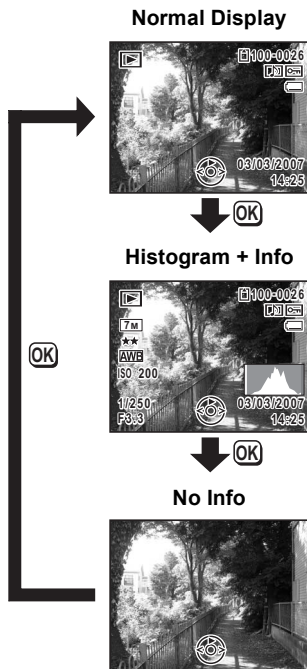 Normal Display
100-0026
03/03/2007
14:25
OK
Histogram + Info
100-0026
7M
AWB
ISO 200
1/250
F3.3
03/03/2007
14:25
OK
OK
No Info